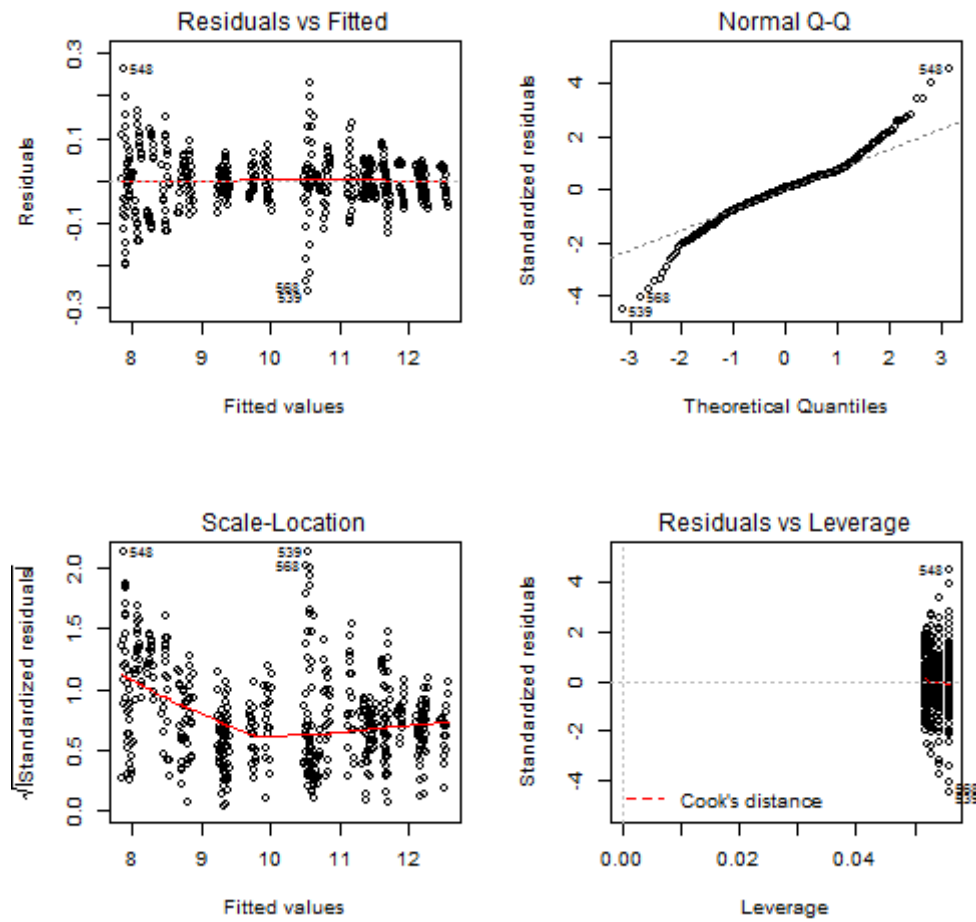 Residuals vs Fitted
Residuals
0.3
0.1
-0.1
-0.3
548
568
539
8 9 10 11 12
Fitted values
Normal Q-Q
Standardized residuals
4
2
0
-2
-4
548
568
539
-3 -2 -1 0 1 2 3
Theoretical Quantiles
Scale-Location
√|Standardized residuals|
2.0
1.5
1.0
0.5
0.0
548
539
568
8 9 10 11 12
Fitted values
Residuals vs Leverage
Standardized residuals
4
2
0
-2
-4
548
568
539
Cook's distance
0.00 0.02 0.04
Leverage